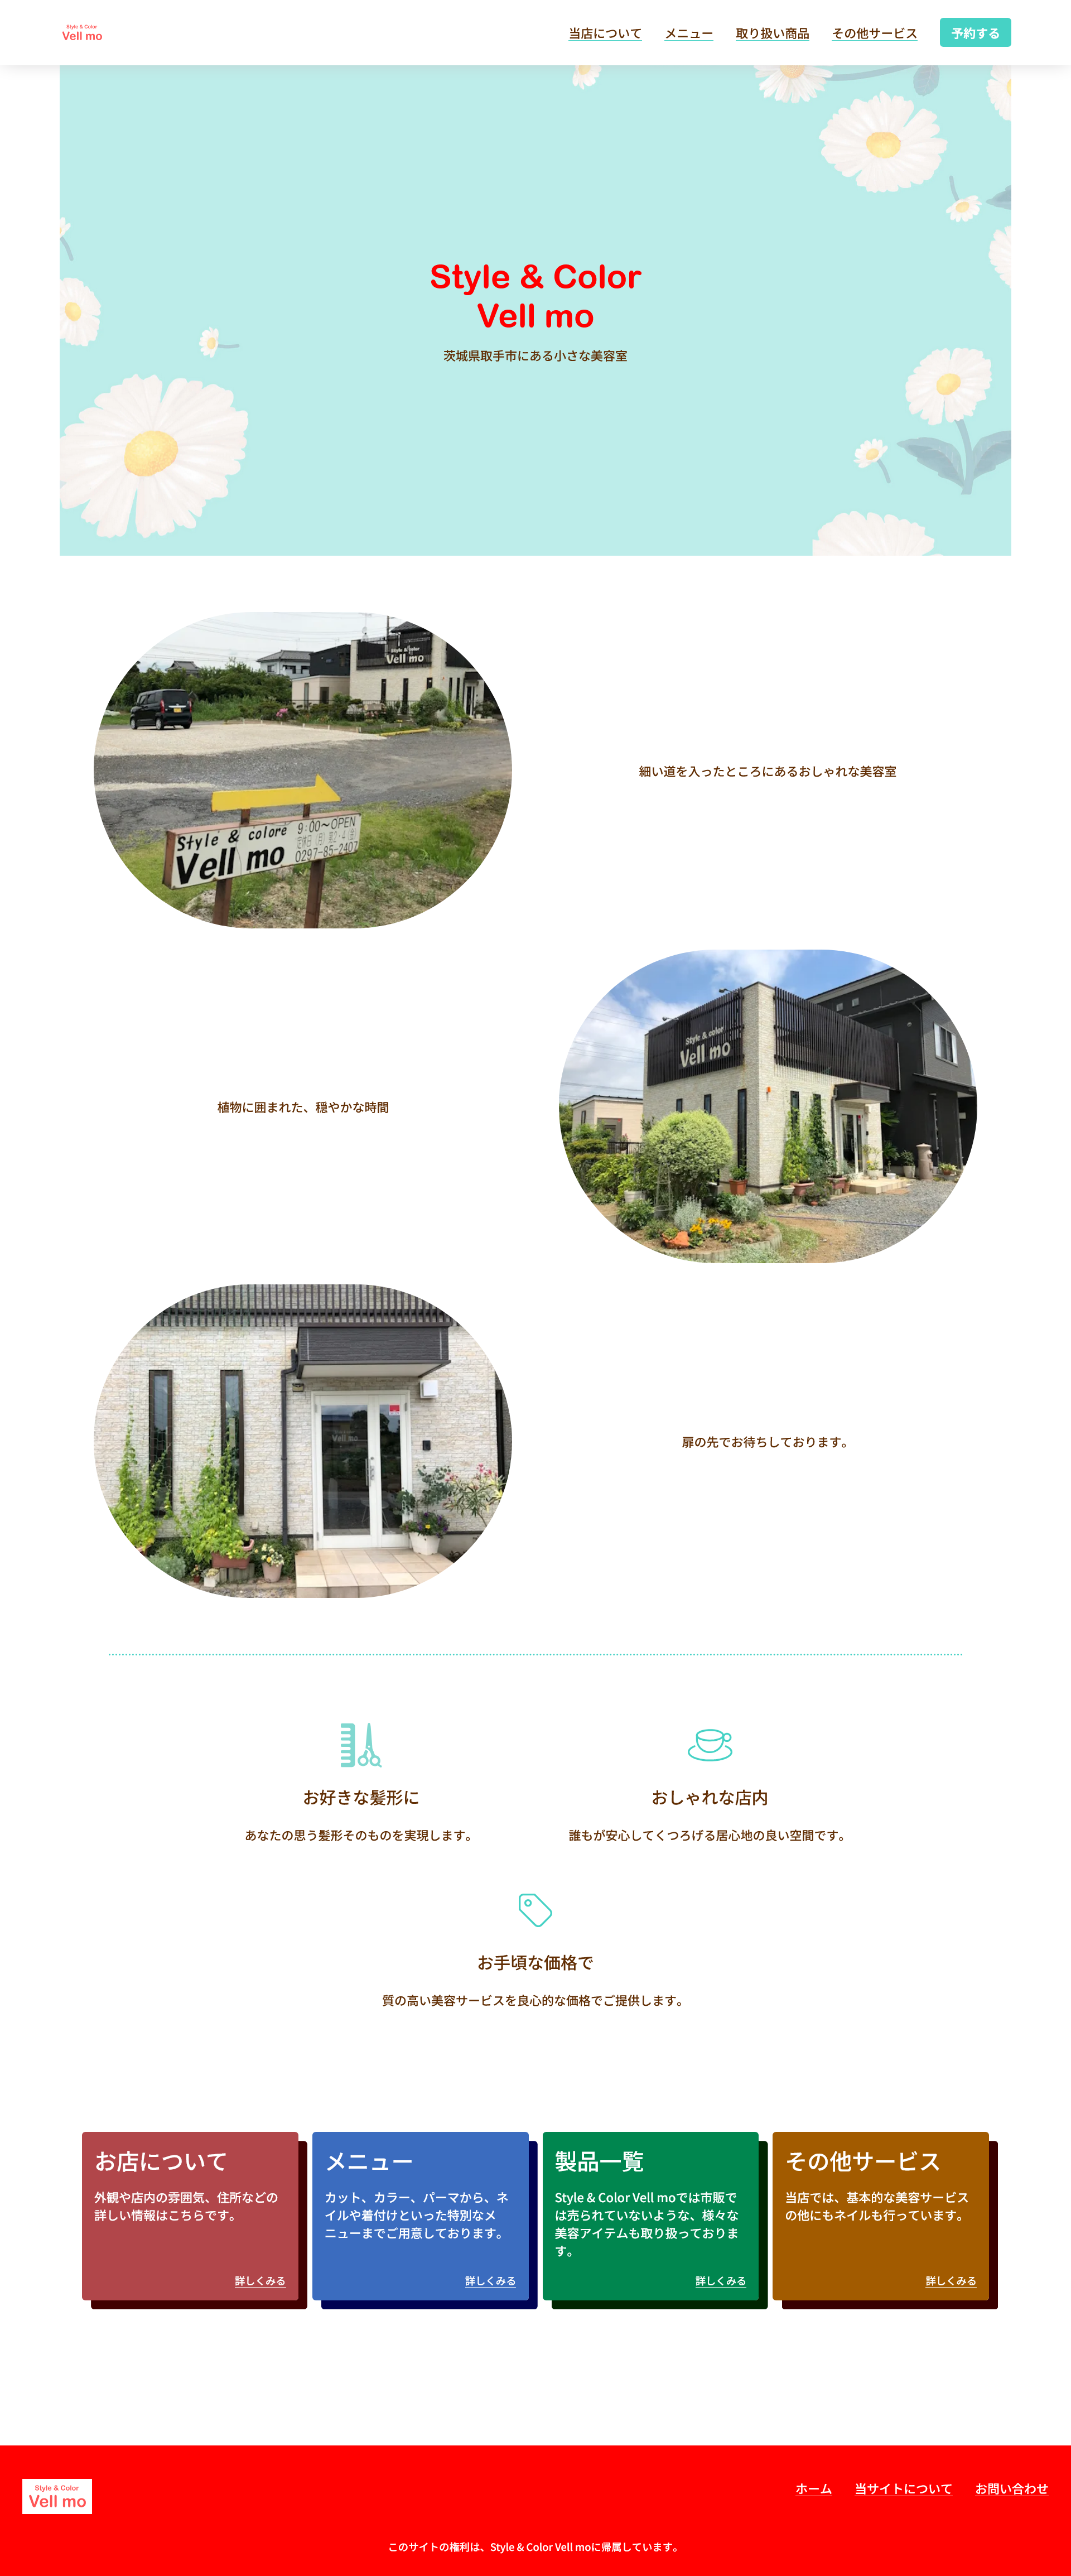 Style & Color
Vell mo
当店について
メニュー
取り扱い商品
その他サービス
予約する
Style & Color
Vell mo
茨城県取手市にある小さな美容室
Style & color
Vell mo
Style & colore
Vell mo
9:00〜OPEN
0297-85-2407
細い道を入ったところにあるおしゃれな美容室
植物に囲まれた、穏やかな時間
Style & color
Vell mo
Vell mo
扉の先でお待ちしております。
お好きな髪形に
あなたの思う髪形そのものを実現します。
おしゃれな店内
誰もが安心してくつろげる居心地の良い空間です。
お手頃な価格で
質の高い美容サービスを良心的な価格でご提供します。
お店について
外観や店内の雰囲気、住所などの
詳しい情報はこちらです。
詳しくみる
メニュー
カット、カラー、パーマから、ネ
イルや着付けといった特別なメ
ニューまでご用意しております。
詳しくみる
製品一覧
Style & Color Vell moでは市販で
は売られていないような、様々な
美容アイテムも取り扱っておりま
す。
詳しくみる
その他サービス
当店では、基本的な美容サービス
の他にもネイルも行っています。
詳しくみる
Style & Color
Vell mo
ホーム
当サイトについて
お問い合わせ
このサイトの権利は、Style & Color Vell moに帰属しています。